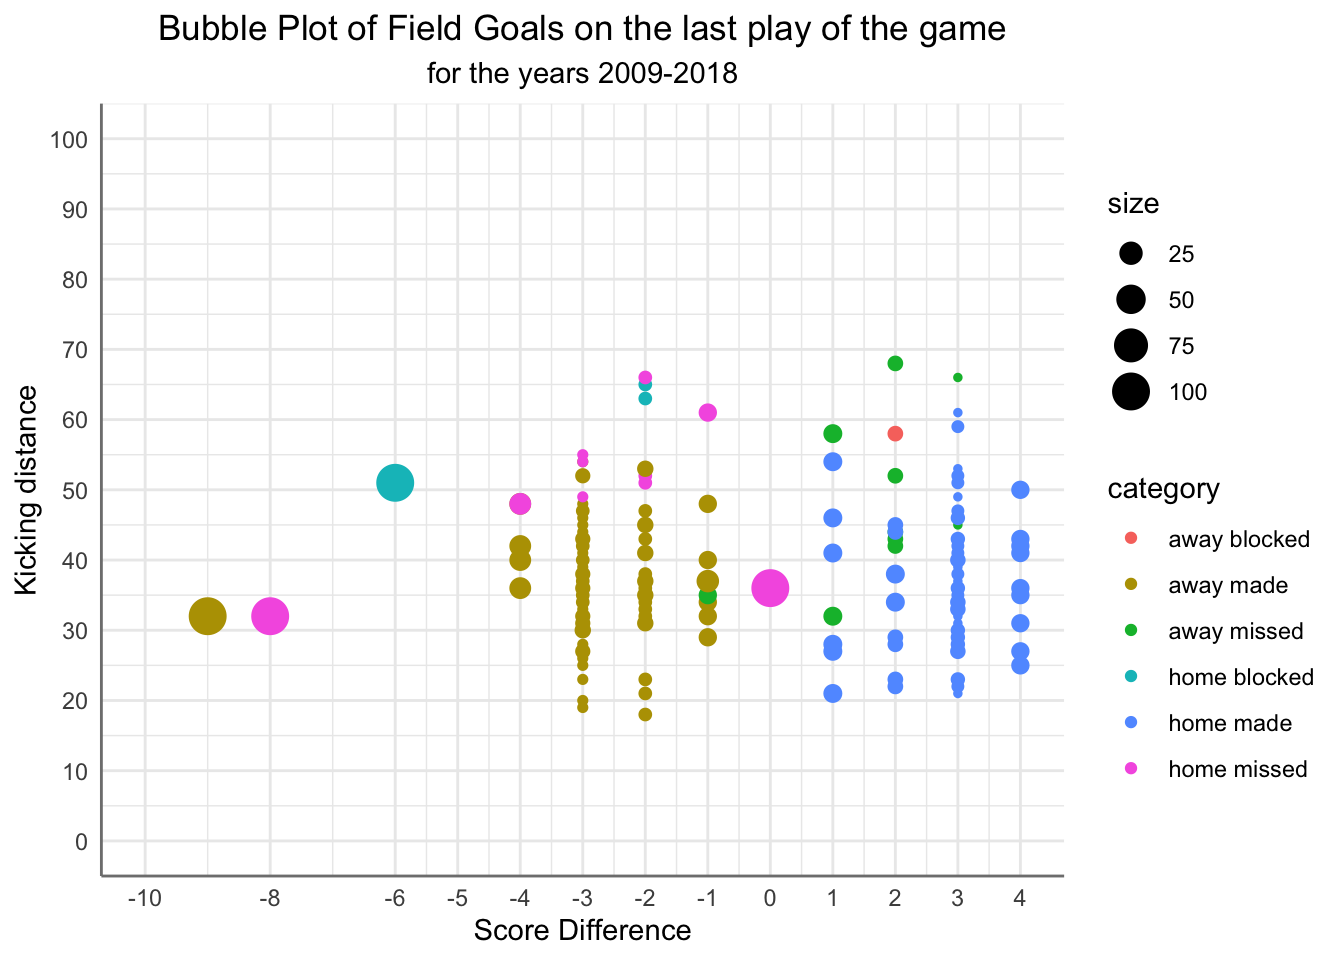 Bubble Plot of Field Goals on the last play of the game
for the years 2009-2018
100
90
80
70
60
50
40
30
20
10
0
Kicking distance
-10 -8 -6 -5 -4 -3 -2 -1 0 1 2 3 4
Score Difference
size
25
50
75
100
category
away blocked
away made
away missed
home blocked
home made
home missed